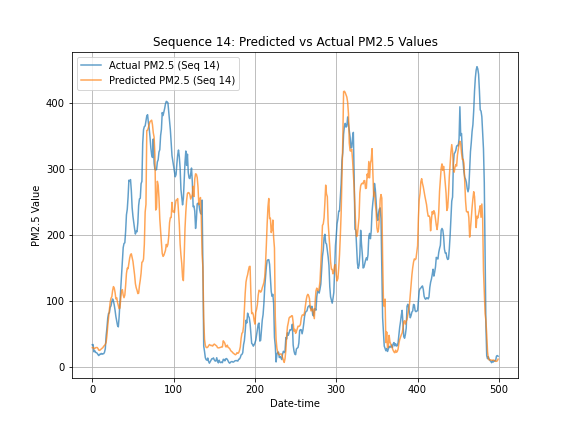 Sequence 14: Predicted vs Actual PM2.5 Values
Actual PM2.5 (Seq 14)
Predicted PM2.5 (Seq 14)
PM2.5 Value
400
300
200
100
0
0 100 200 300 400 500
Date-time